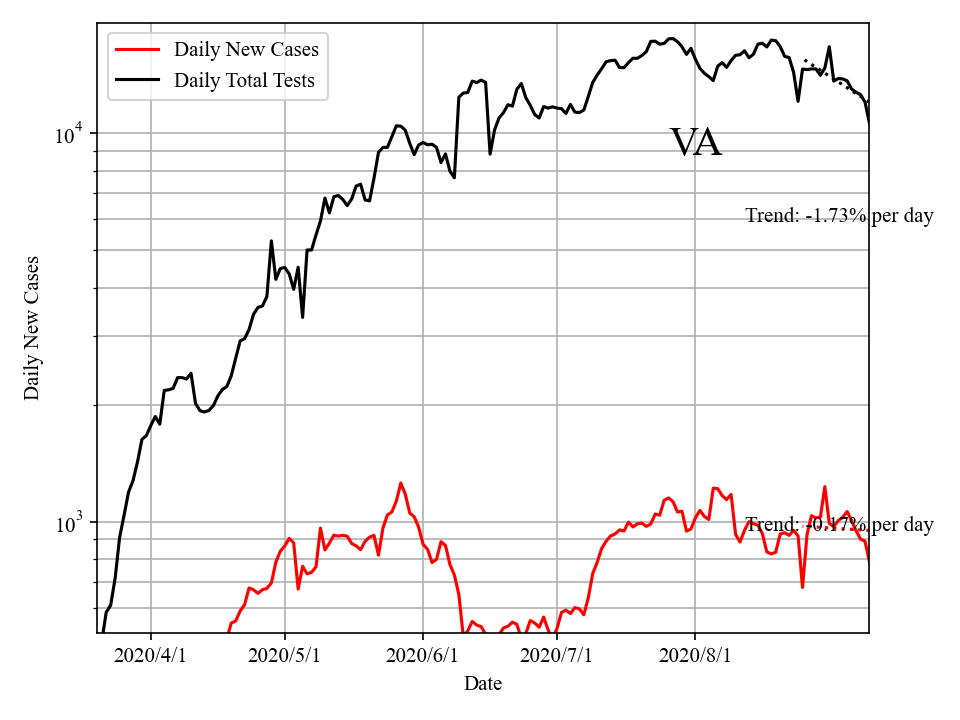 Daily New Cases
Daily Total Tests
10^4
VA
Trend: -1.73% per day
Daily New Cases
10^3
Trend: -0.17% per day
2020/4/1 2020/5/1 2020/6/1 2020/7/1 2020/8/1
Date